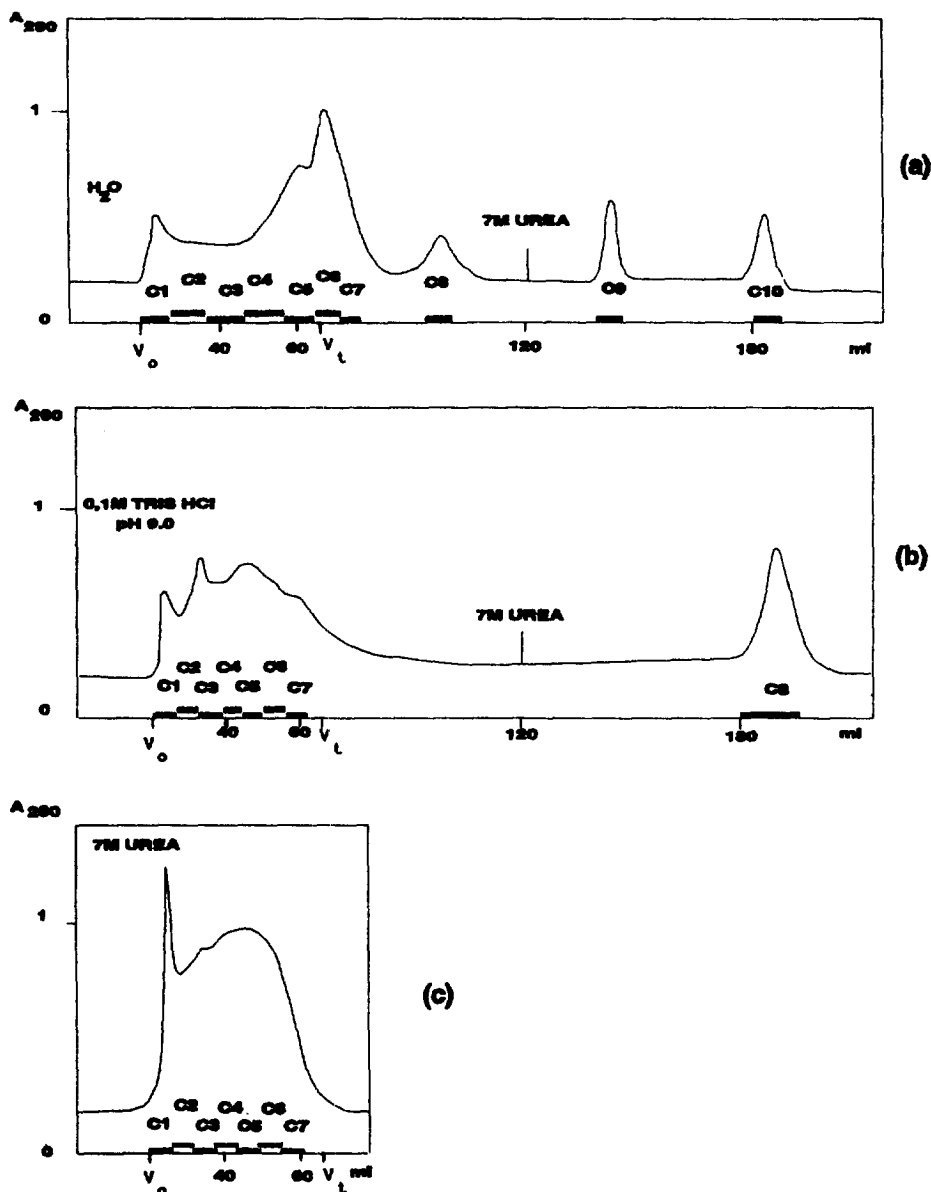 A280
1
H2O
7M UREA
C1 C2 C3 C4 C5 C6 C7 C8 C9 C10
0
Vo 40 60 Vt 120 180 ml
(a)
A280
1
0,1M TRIS HCl
pH 9.0
7M UREA
C1 C2 C3 C4 C5 C6 C7 C8
0
Vo 40 60 Vt 120 180 ml
(b)
A280
7M UREA
1
C1 C2 C3 C4 C5 C6 C7
0
Vo 40 60 Vt ml
(c)